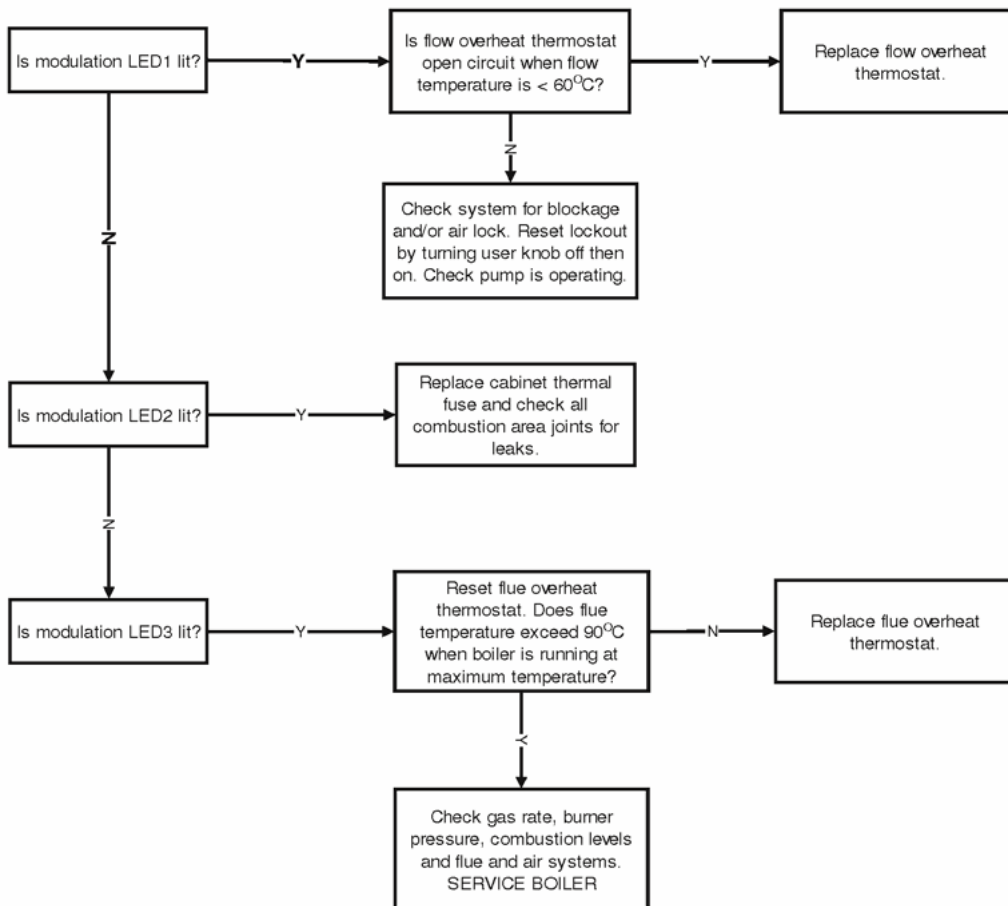 Is modulation LED1 lit?
Y
Is flow overheat thermostat
open circuit when flow
temperature is < 60°C?
Y
Replace flow overheat
thermostat.
N
Check system for blockage
and/or air lock. Reset lockout
by turning user knob off then
on. Check pump is operating.
N
Is modulation LED2 lit?
Y
Replace cabinet thermal
fuse and check all
combustion area joints for
leaks.
N
Is modulation LED3 lit?
Y
Reset flue overheat
thermostat. Does flue
temperature exceed 90°C
when boiler is running at
maximum temperature?
N
Replace flue overheat
thermostat.
Y
Check gas rate, burner
pressure, combustion levels
and flue and air systems.
SERVICE BOILER